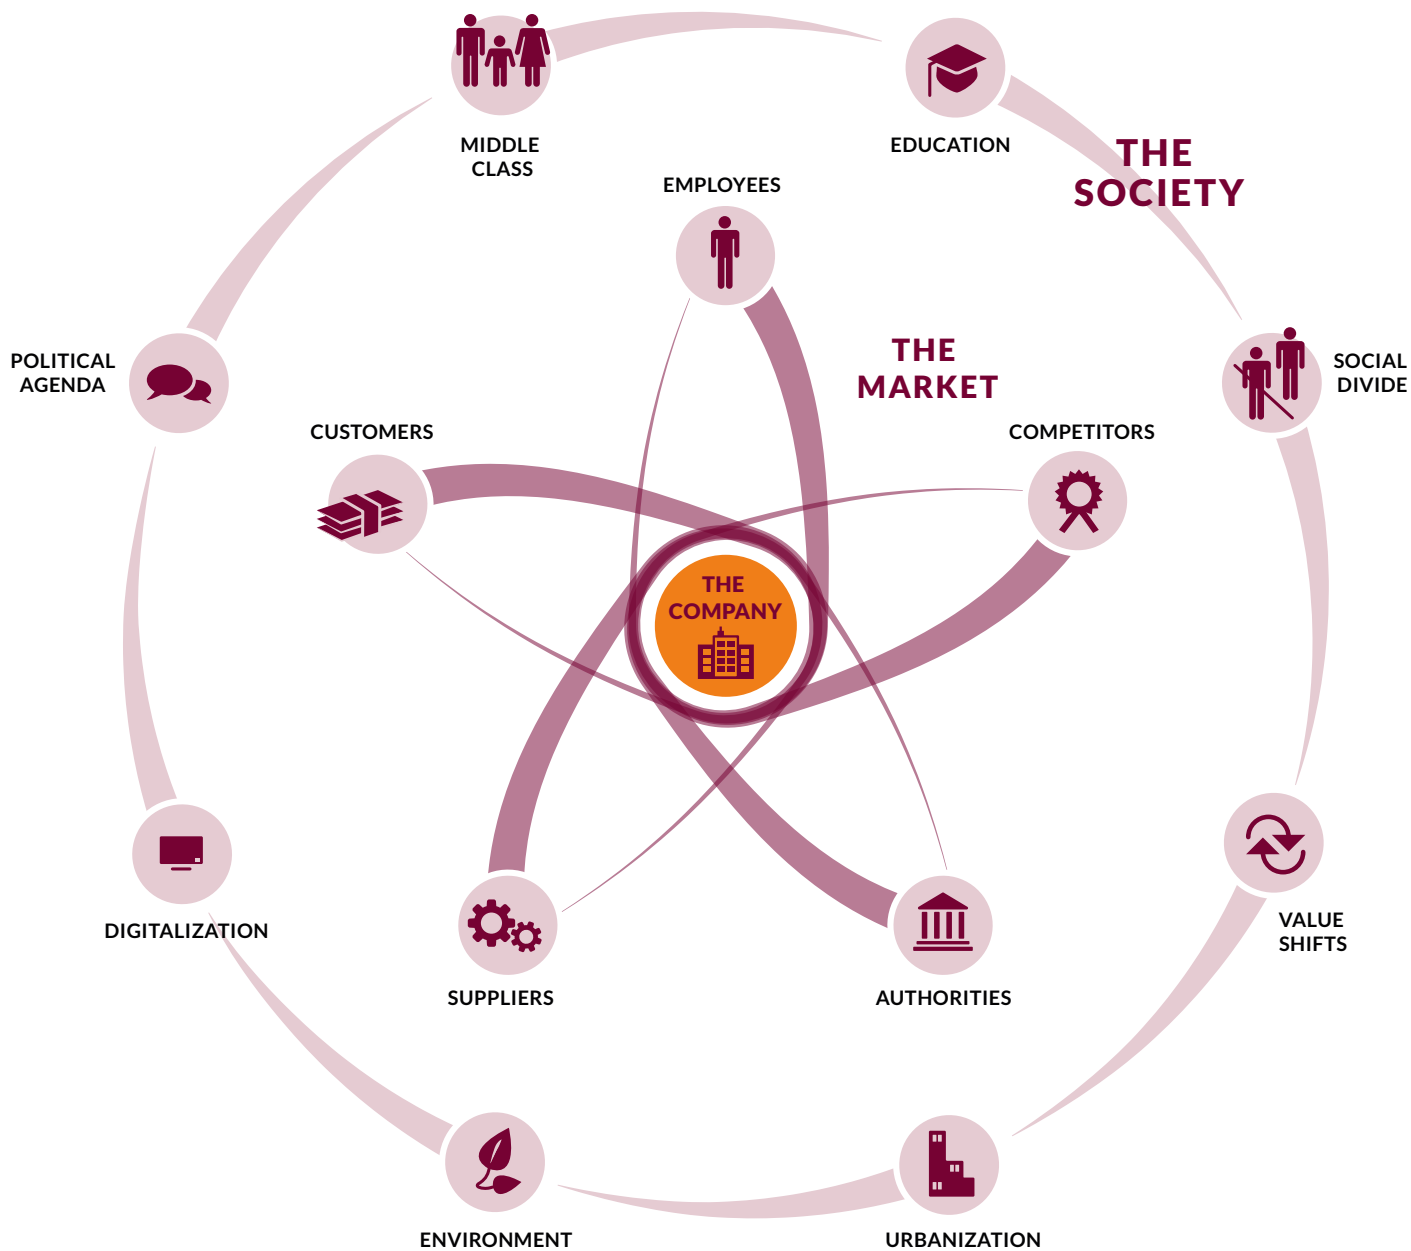 MIDDLE
CLASS
EDUCATION
THE
SOCIETY
EMPLOYEES
THE
MARKET
POLITICAL
AGENDA
SOCIAL
DIVIDE
CUSTOMERS
COMPETITORS
THE
COMPANY
DIGITALIZATION
VALUE
SHIFTS
SUPPLIERS
AUTHORITIES
ENVIRONMENT
URBANIZATION